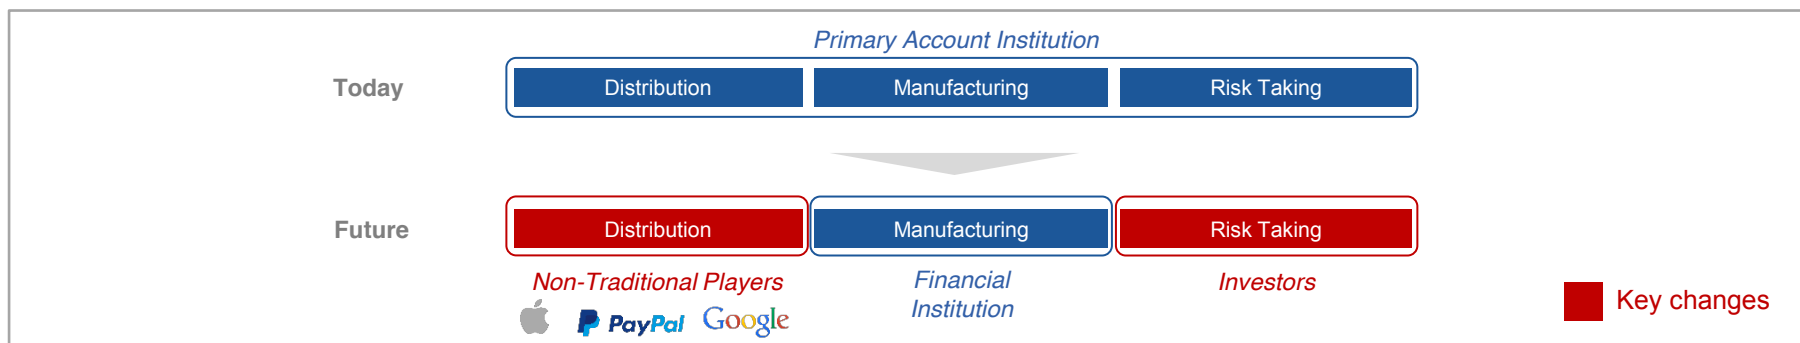 Primary Account Institution
Today
Distribution
Manufacturing
Risk Taking
Future
Distribution
Manufacturing
Risk Taking
Non-Traditional Players
Financial
Institution
Investors
PayPal
Google
Key changes